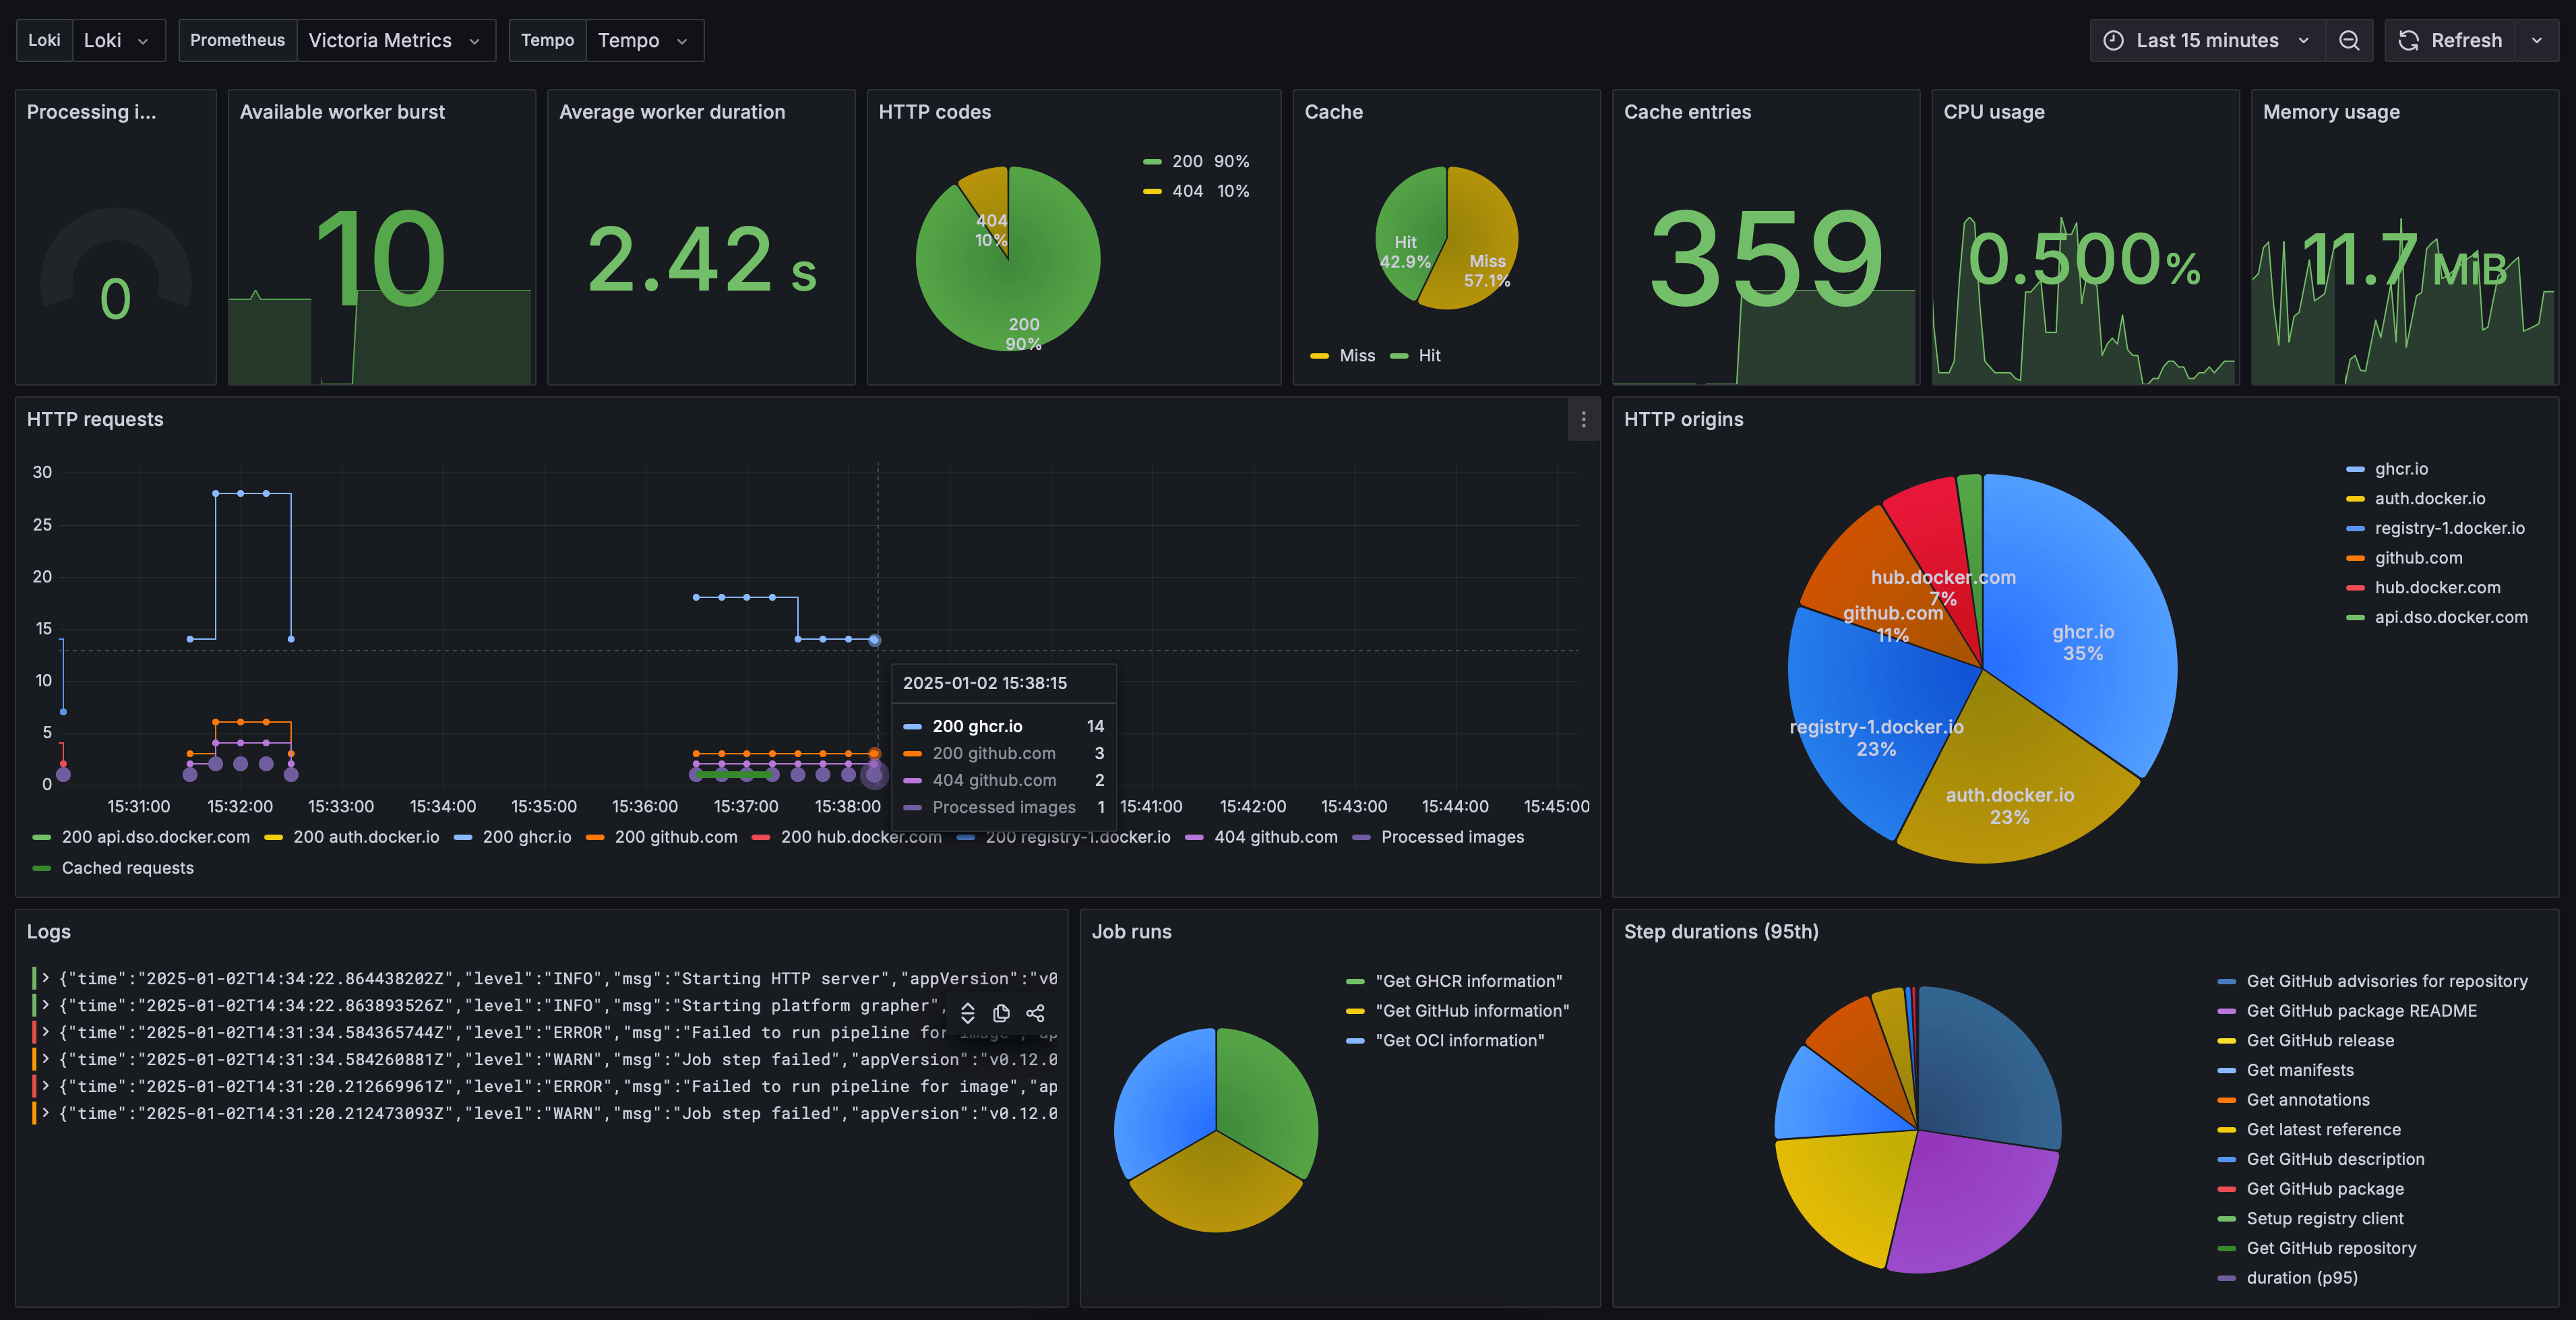 Loki Loki Prometheus Victoria Metrics Tempo Tempo Last 15 minutes Refresh
Processing i...
0
Available worker burst
10
Average worker duration
2.42 s
HTTP codes
200 90%
404 10%
404
10%
200
90%
Cache
Hit
42.9%
Miss
57.1%
Miss Hit
Cache entries
359
CPU usage
0.500%
Memory usage
11.7 MiB
HTTP requests
30
25
20
15
10
5
0
15:31:00 15:32:00 15:33:00 15:34:00 15:35:00 15:36:00 15:37:00 15:38:00 15:41:00 15:42:00 15:43:00 15:44:00 15:45:00
2025-01-02 15:38:15
200 ghcr.io 14
200 github.com 3
404 github.com 2
Processed images 1
200 api.dso.docker.com 200 auth.docker.io 200 ghcr.io 200 github.com 200 hub.docker.com 200 registry-1.docker.io 404 github.com Processed images
Cached requests
HTTP origins
ghcr.io
auth.docker.io
registry-1.docker.io
github.com
hub.docker.com
api.dso.docker.com
hub.docker.com
7%
github.com
11%
ghcr.io
35%
registry-1.docker.io
23%
auth.docker.io
23%
Logs
{"time":"2025-01-02T14:34:22.864438202Z","level":"INFO","msg":"Starting HTTP server","appVersion":"v0
{"time":"2025-01-02T14:34:22.863893526Z","level":"INFO","msg":"Starting platform grapher",
{"time":"2025-01-02T14:31:34.584365744Z","level":"ERROR","msg":"Failed to run pipeline for image","ap
{"time":"2025-01-02T14:31:34.584260881Z","level":"WARN","msg":"Job step failed","appVersion":"v0.12.0
{"time":"2025-01-02T14:31:20.212669961Z","level":"ERROR","msg":"Failed to run pipeline for image","ap
{"time":"2025-01-02T14:31:20.212473093Z","level":"WARN","msg":"Job step failed","appVersion":"v0.12.0
Job runs
"Get GHCR information"
"Get GitHub information"
"Get OCI information"
Step durations (95th)
Get GitHub advisories for repository
Get GitHub package README
Get GitHub release
Get manifests
Get annotations
Get latest reference
Get GitHub description
Get GitHub package
Setup registry client
Get GitHub repository
duration (p95)